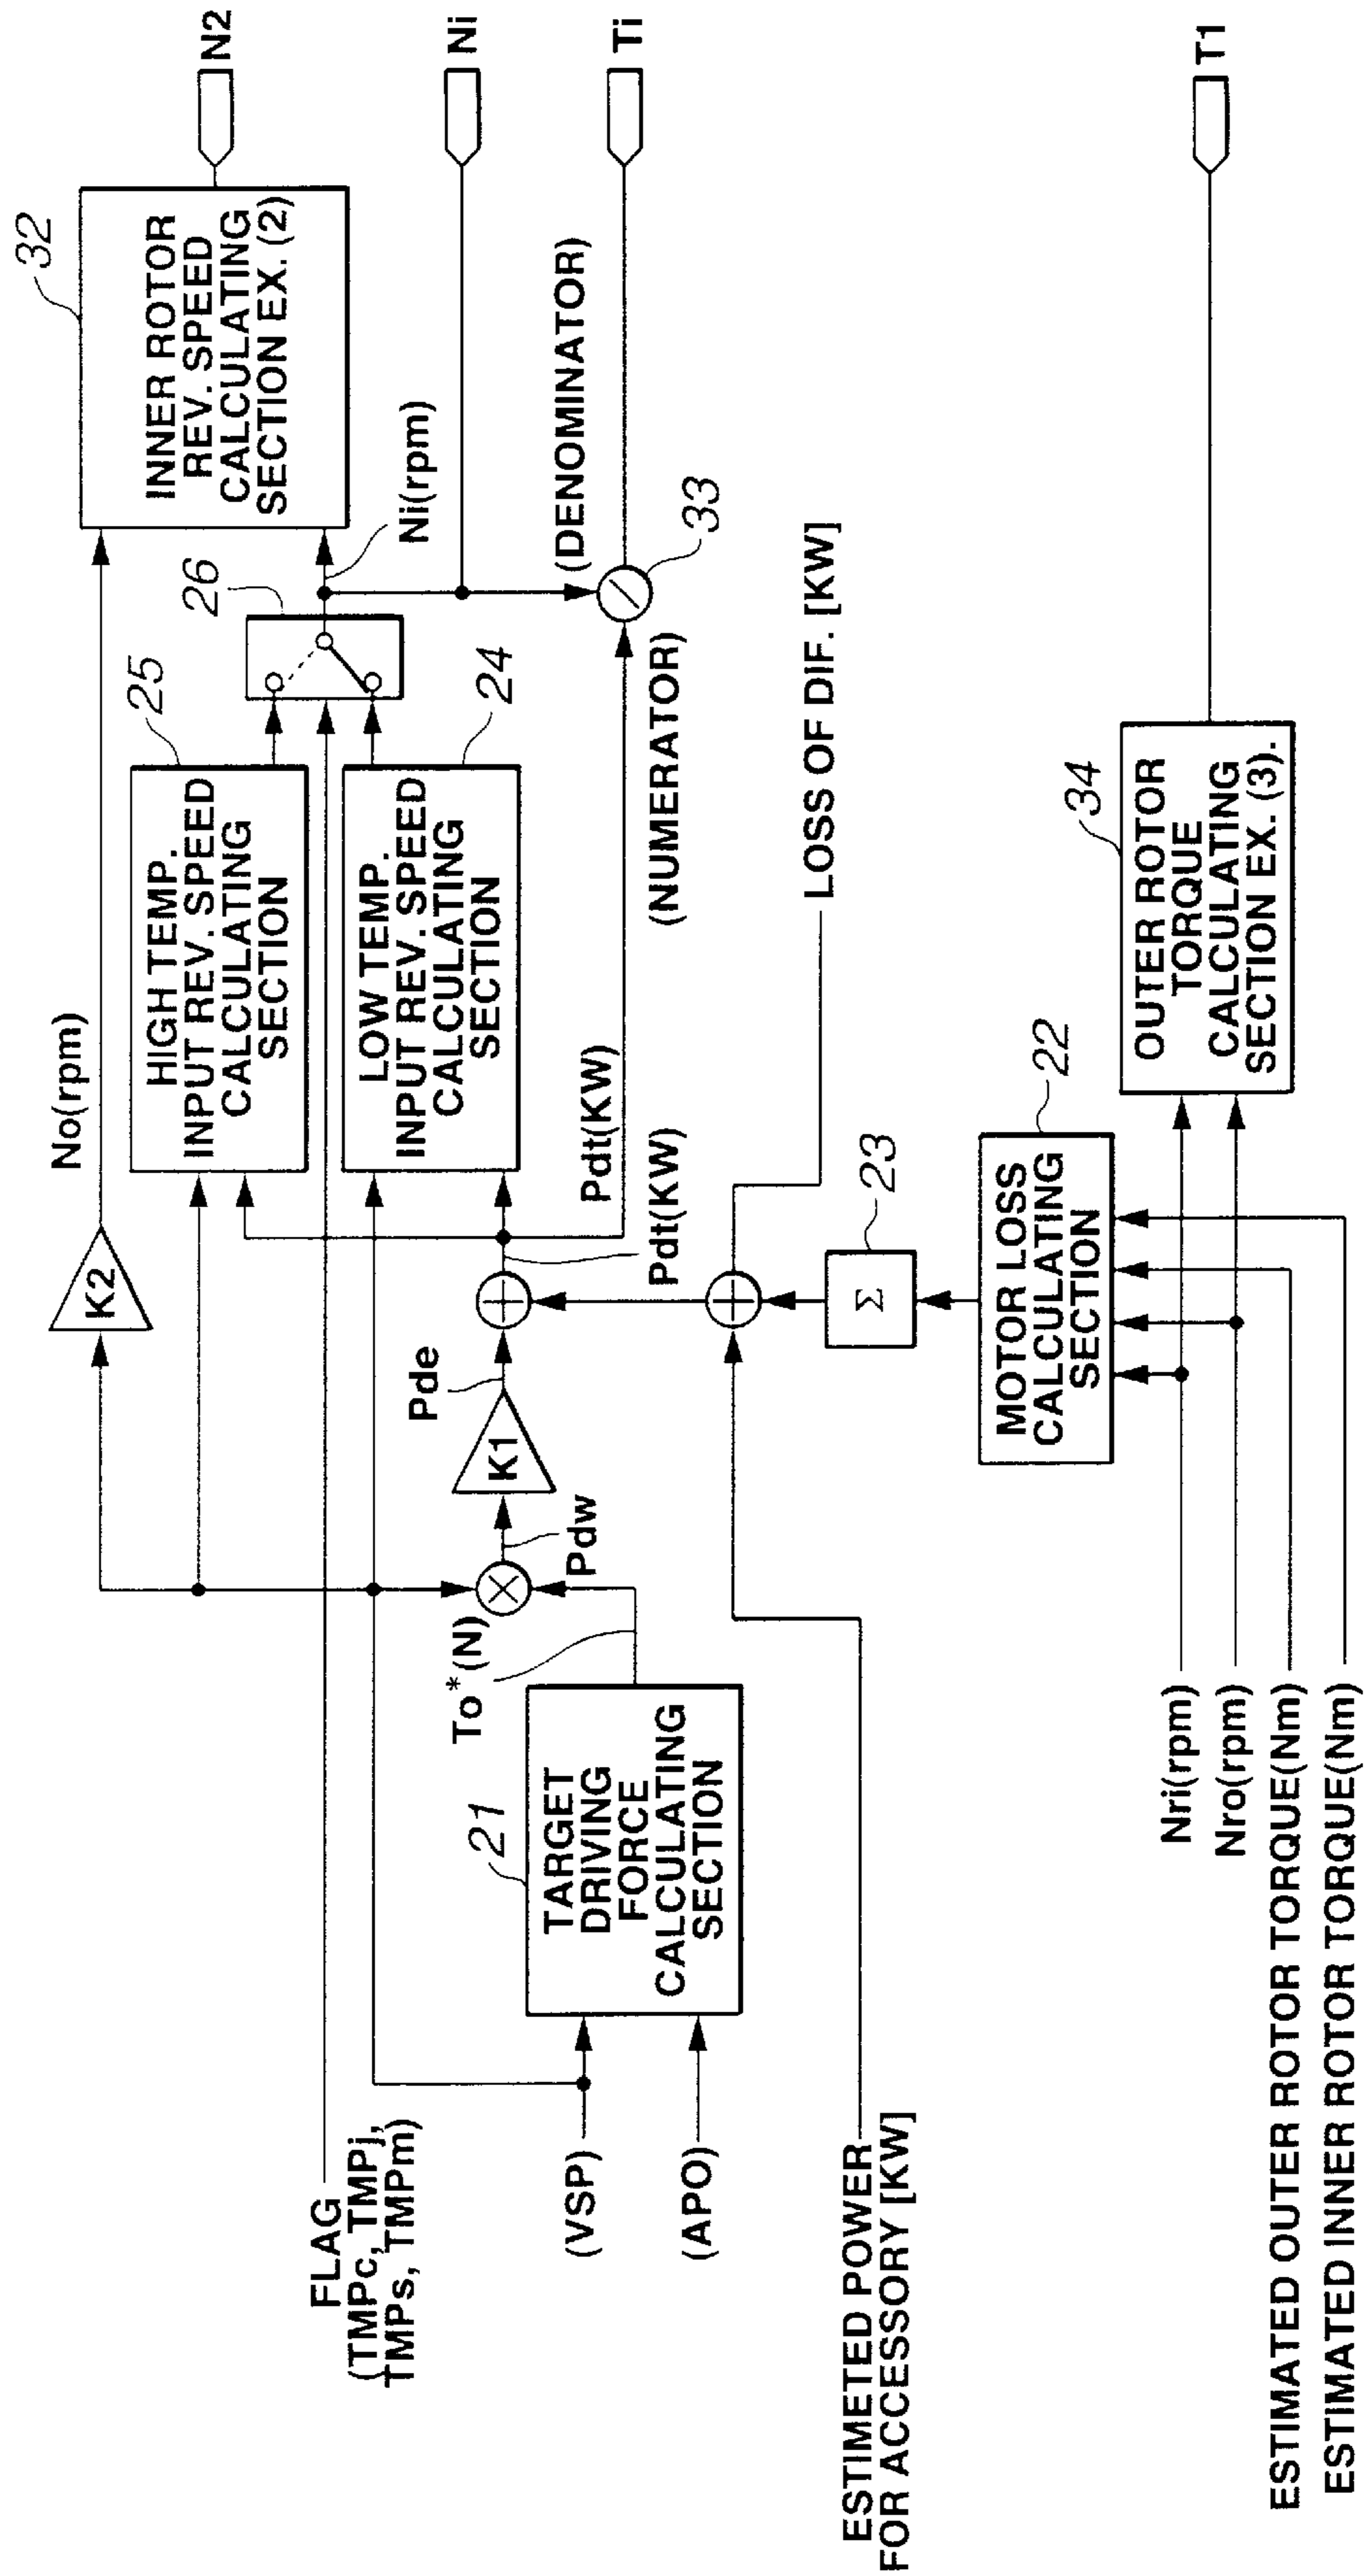 FLAG
(TMPc, TMPj,
TMPs, TMPm)
(VSP)
(APO)
ESTIMETED POWER
FOR ACCESSORY [KW]
21
TARGET
DRIVING
FORCE
CALCULATING
SECTION
To*(N)
Pdw
K1
Pde
K2
No(rpm)
Pdt(KW)
Pdt(KW)
25
HIGH TEMP.
INPUT REV. SPEED
CALCULATING
SECTION
24
LOW TEMP.
INPUT REV. SPEED
CALCULATING
SECTION
26
Ni(rpm)
32
INNER ROTOR
REV. SPEED
CALCULATING
SECTION EX. (2)
(NUMERATOR)
(DENOMINATOR)
33
N2
Ni
Ti
LOSS OF DIF. [KW]
23
Σ
22
MOTOR LOSS
CALCULATING
SECTION
34
OUTER ROTOR
TORQUE
CALCULATING
SECTION EX. (3).
T1
Nri(rpm)
Nro(rpm)
ESTIMATED OUTER ROTOR TORQUE(Nm)
ESTIMATED INNER ROTOR TORQUE(Nm)